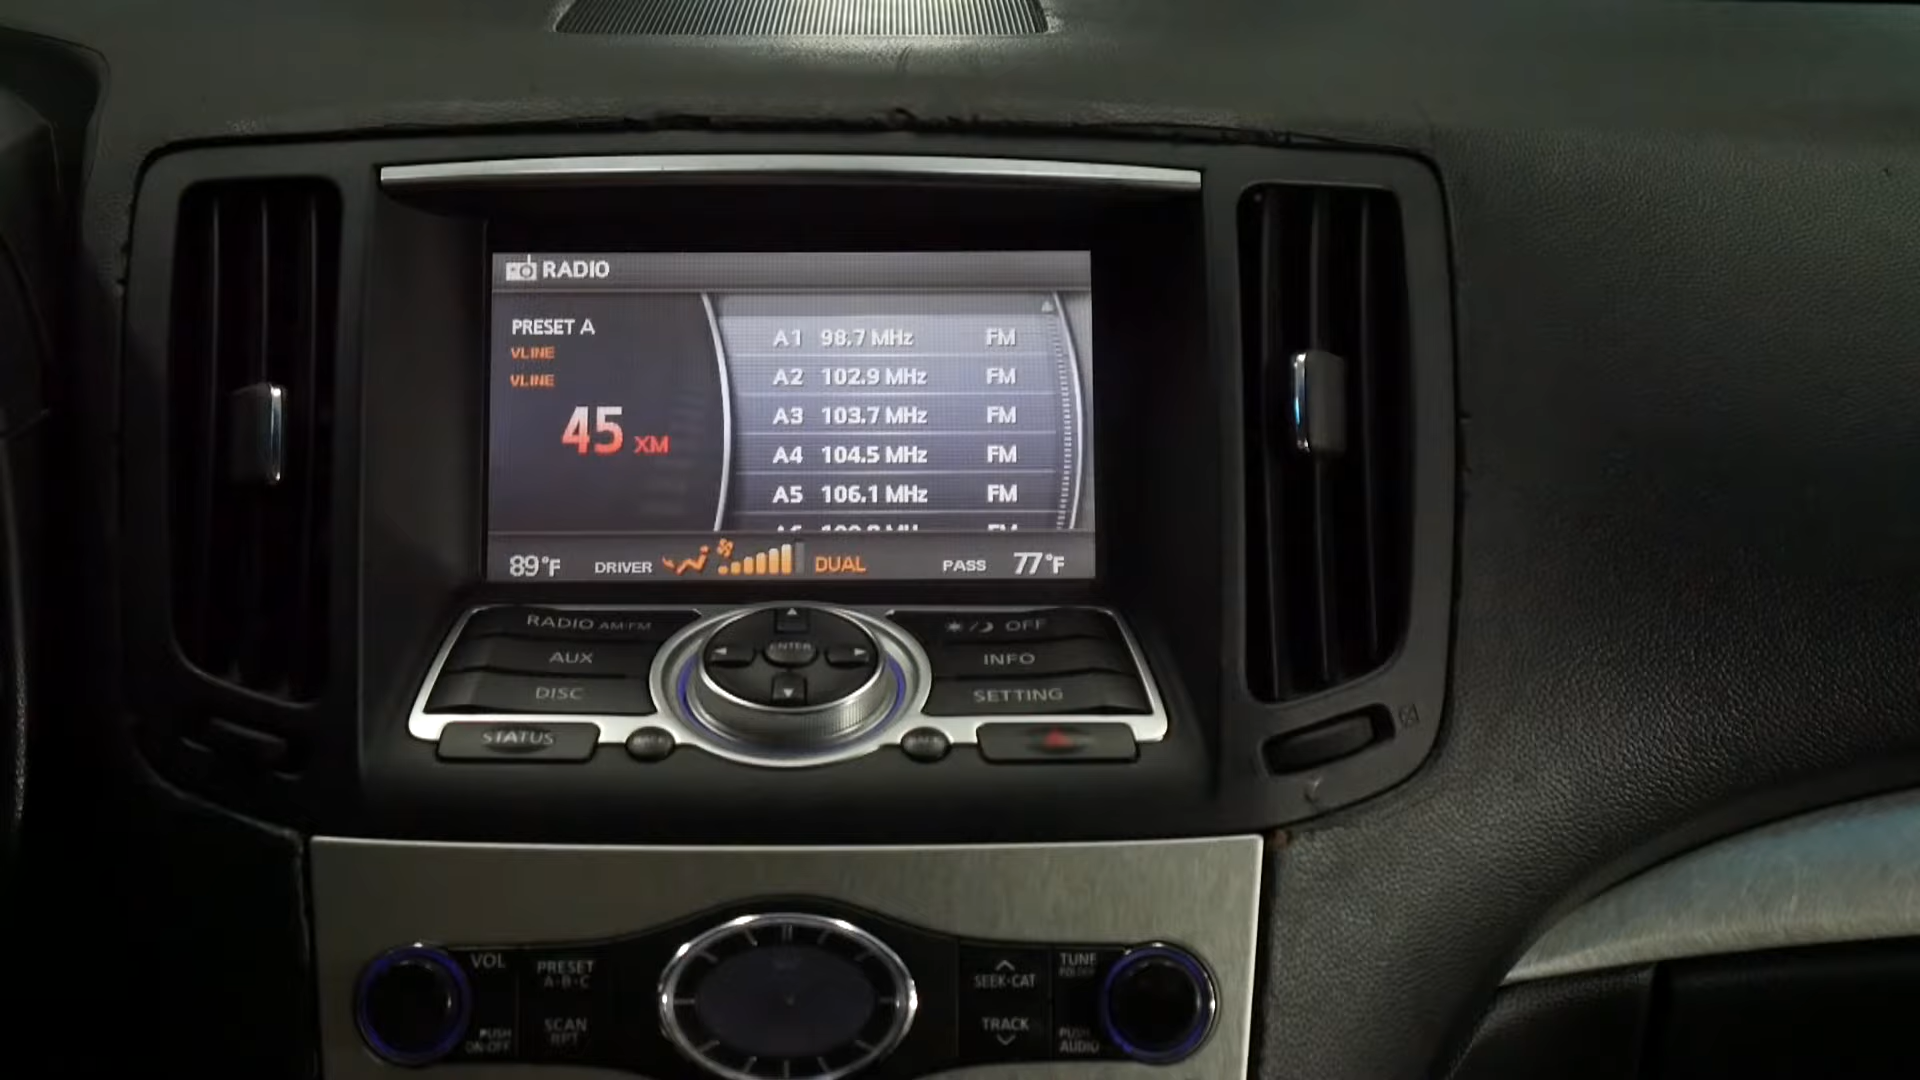 RADIO
PRESET A
VLINE
VLINE
45 XM
A1 98.7 MHz FM
A2 102.9 MHz FM
A3 103.7 MHz FM
A4 104.5 MHz FM
A5 106.1 MHz FM
89°F DRIVER DUAL PASS 77°F
RADIO AM·FM
ENTER
OFF
AUX
INFO
DISC
SETTING
STATUS
BACK
VOL
PRESET
A·B·C
SEEK·CAT
TUNE
FOLDER
PUSH
ON·OFF
SCAN
RPT
TRACK
PUSH
AUDIO